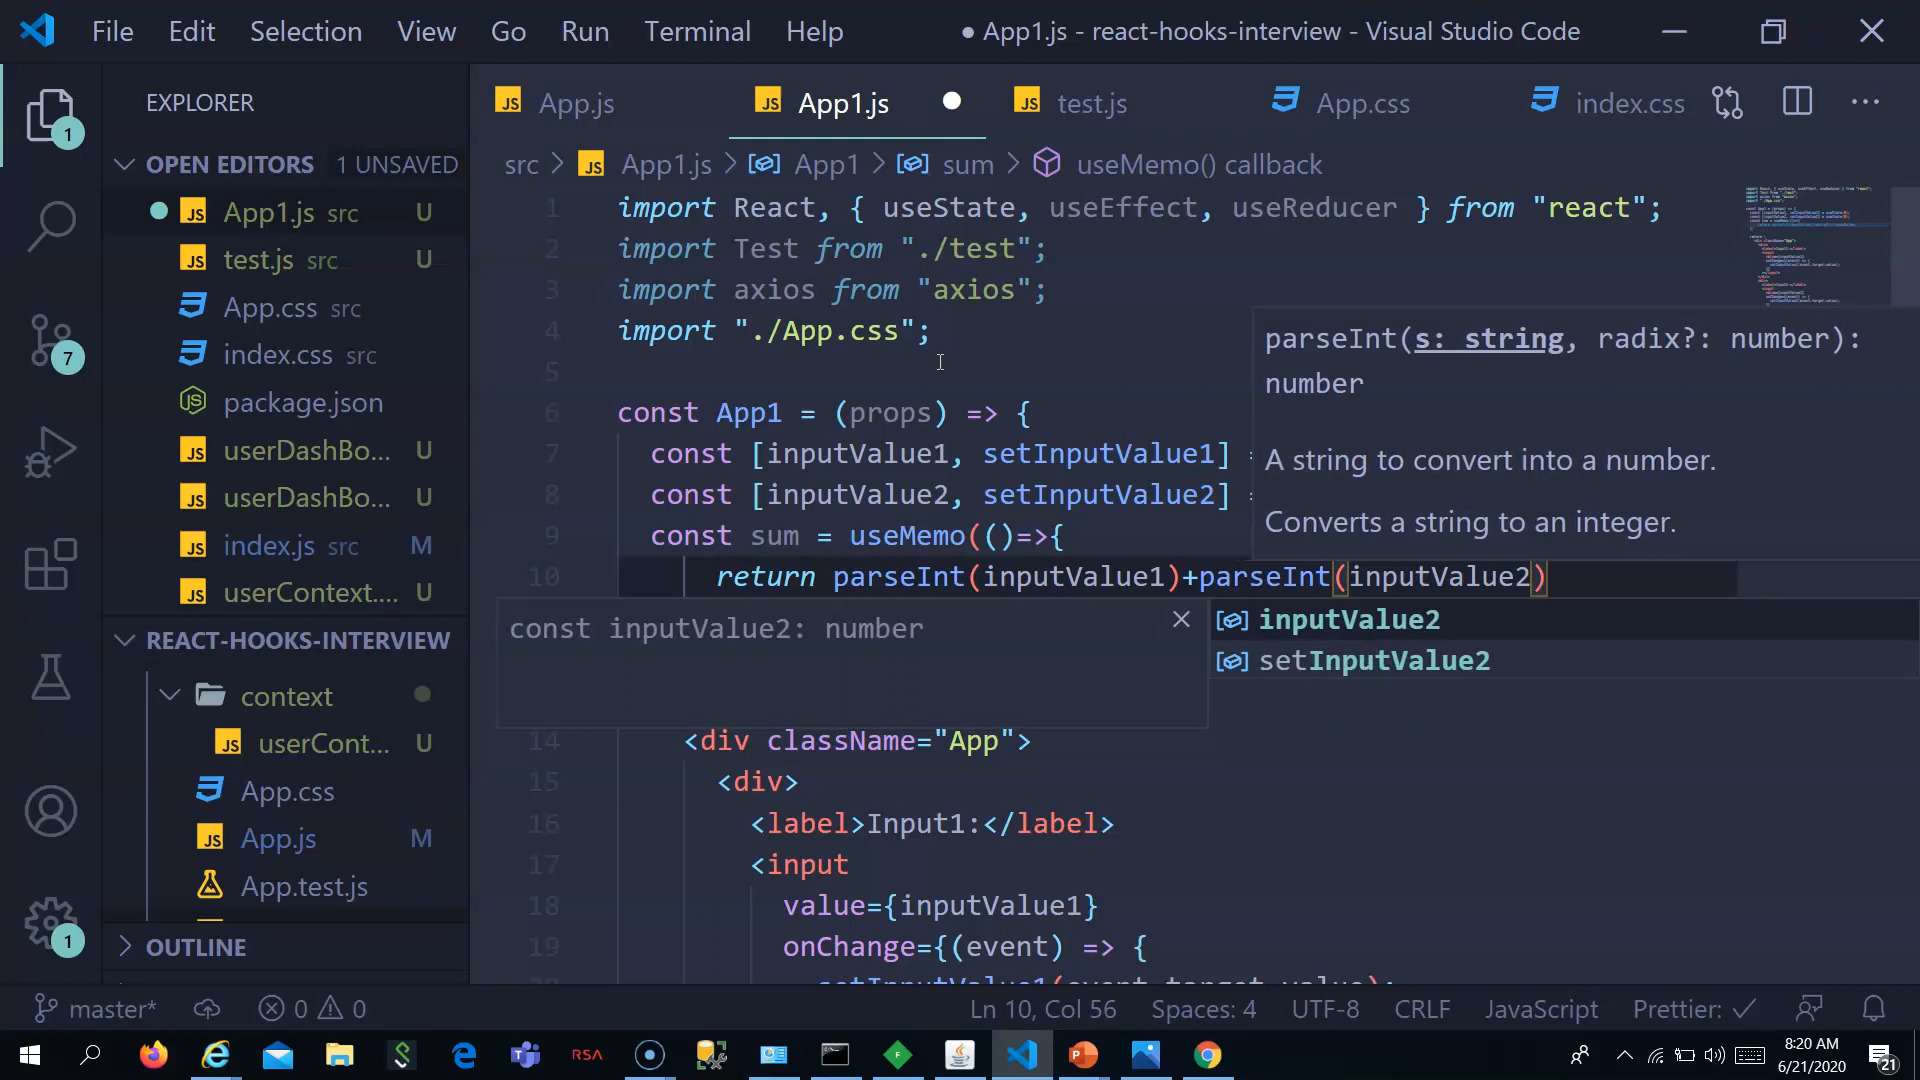 File Edit Selection View Go Run Terminal Help ● App1.js - react-hooks-interview - Visual Studio Code
EXPLORER
OPEN EDITORS 1 UNSAVED
App1.js src U
test.js src U
App.css src
index.css src
package.json
userDashBo... U
userDashBo... U
index.js src M
userContext.... U
REACT-HOOKS-INTERVIEW
context
userCont... U
App.css
App.js M
App.test.js
OUTLINE
1
7
1
App.js App1.js test.js App.css index.css
src > App1.js > App1 > sum > useMemo() callback
1 import React, { useState, useEffect, useReducer } from "react";
2 import Test from "./test";
3 import axios from "axios";
4 import "./App.css";
5
6 const App1 = (props) => {
7 const [inputValue1, setInputValue1] =
8 const [inputValue2, setInputValue2] =
9 const sum = useMemo(()=>{
10 return parseInt(inputValue1)+parseInt(inputValue2)
parseInt(s: string, radix?: number):
number
A string to convert into a number.
Converts a string to an integer.
const inputValue2: number
inputValue2
setInputValue2
14 <div className="App">
15 <div>
16 <label>Input1:</label>
17 <input
18 value={inputValue1}
19 onChange={(event) => {
setInputValue1(event.target.value);
master* 0 0 Ln 10, Col 56 Spaces: 4 UTF-8 CRLF JavaScript Prettier: ✓
RSA
8:20 AM
6/21/2020
21